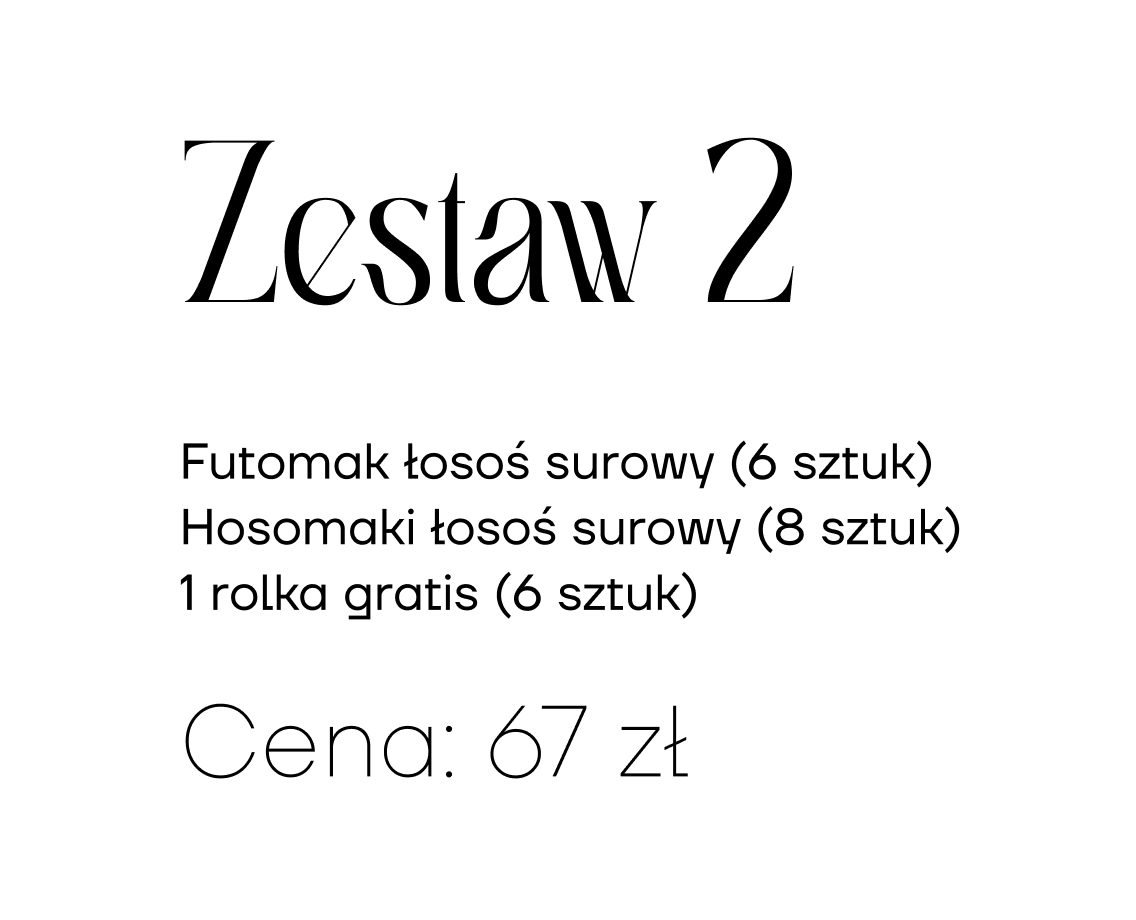 Zestaw 2
Futomak łosoś surowy (6 sztuk)
Hosomaki łosoś surowy (8 sztuk)
1 rolka gratis (6 sztuk)
Cena: 67 zł